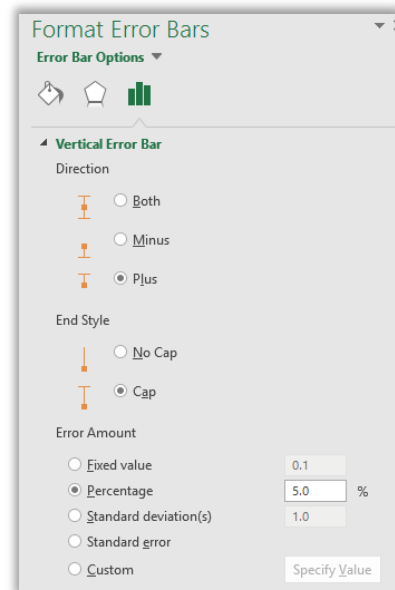 Format Error Bars
Error Bar Options
Vertical Error Bar
Direction
Both
Minus
Plus
End Style
No Cap
Cap
Error Amount
Fixed value 0.1
Percentage 5.0 %
Standard deviation(s) 1.0
Standard error
Custom Specify Value